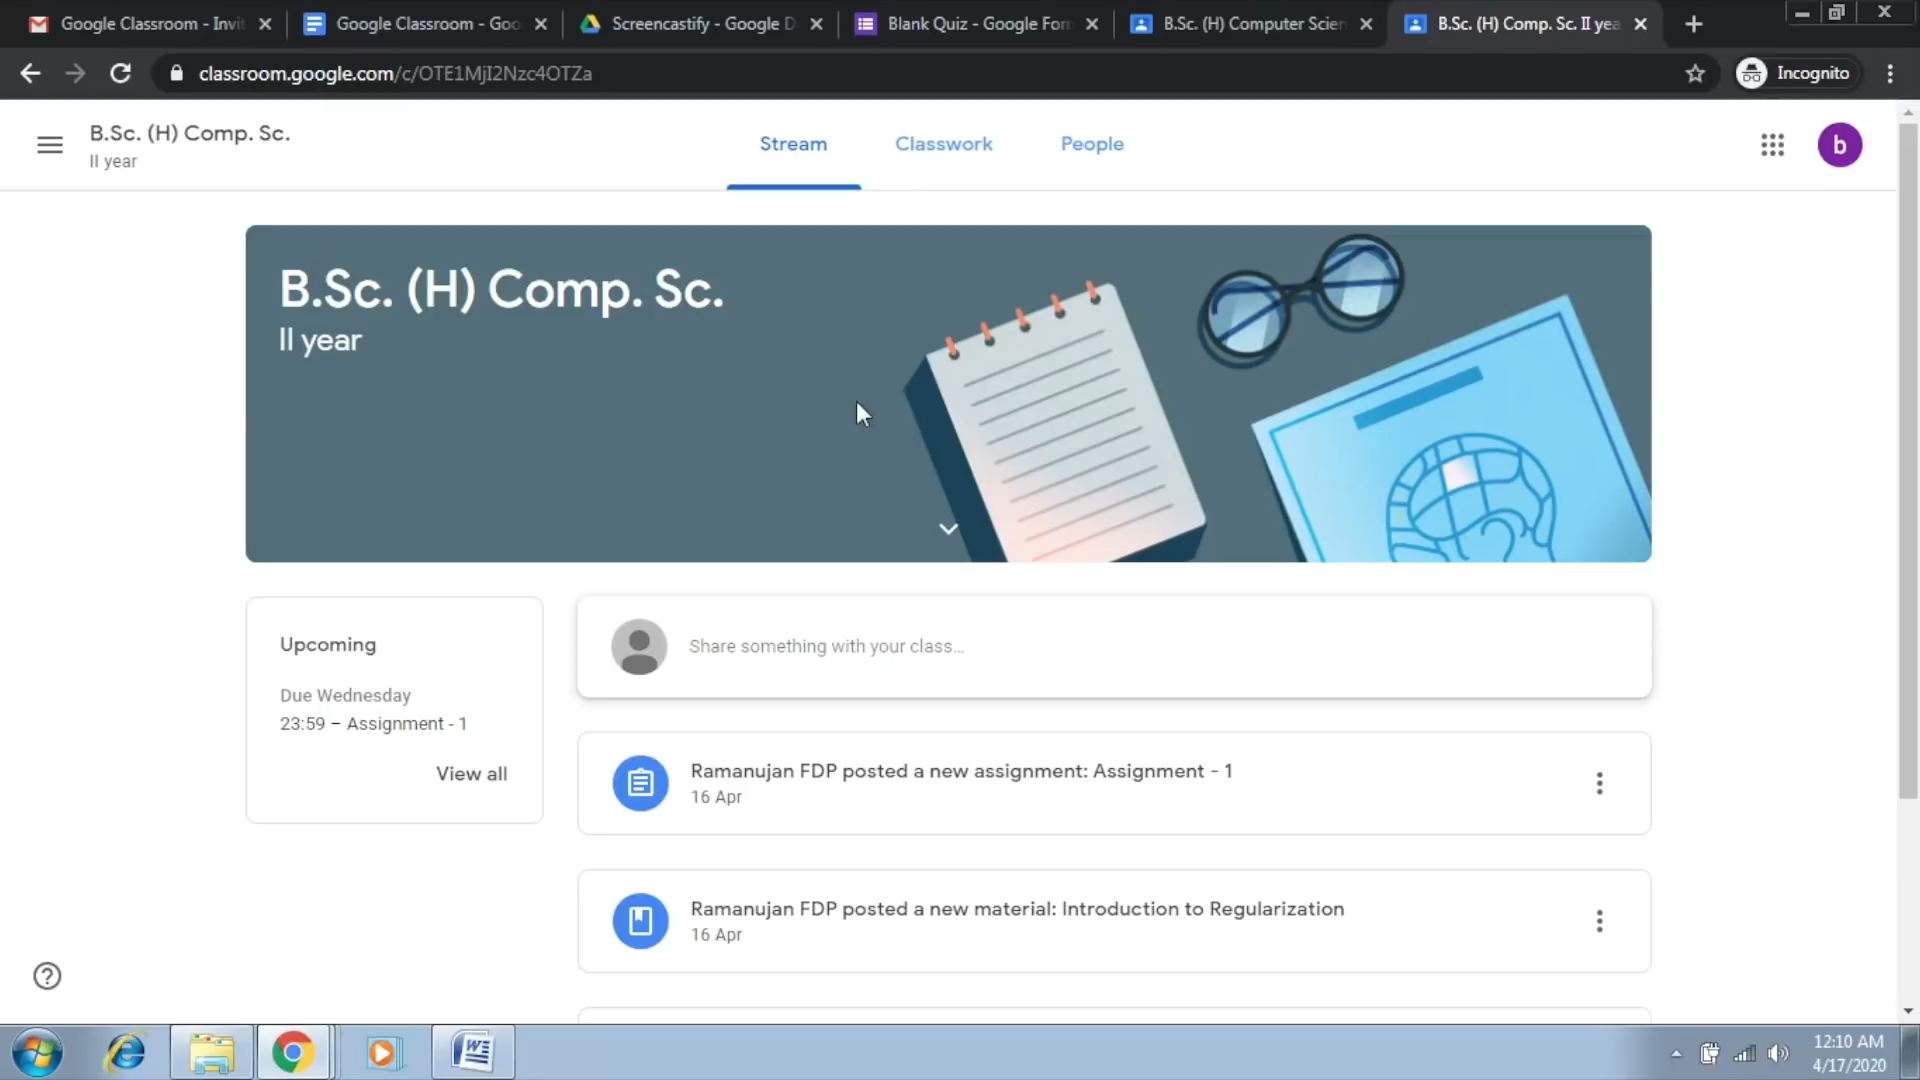 Google Classroom - Invit
Google Classroom - Goo
Screencastify - Google D
Blank Quiz - Google For
B.Sc. (H) Computer Scien
B.Sc. (H) Comp. Sc. II yea
classroom.google.com/c/OTE1MjI2Nzc4OTZa
Incognito
B.Sc. (H) Comp. Sc.
II year
Stream
Classwork
People
b
B.Sc. (H) Comp. Sc.
II year
Upcoming
Due Wednesday
23:59 – Assignment - 1
View all
Share something with your class...
Ramanujan FDP posted a new assignment: Assignment - 1
16 Apr
Ramanujan FDP posted a new material: Introduction to Regularization
16 Apr
12:10 AM
4/17/2020